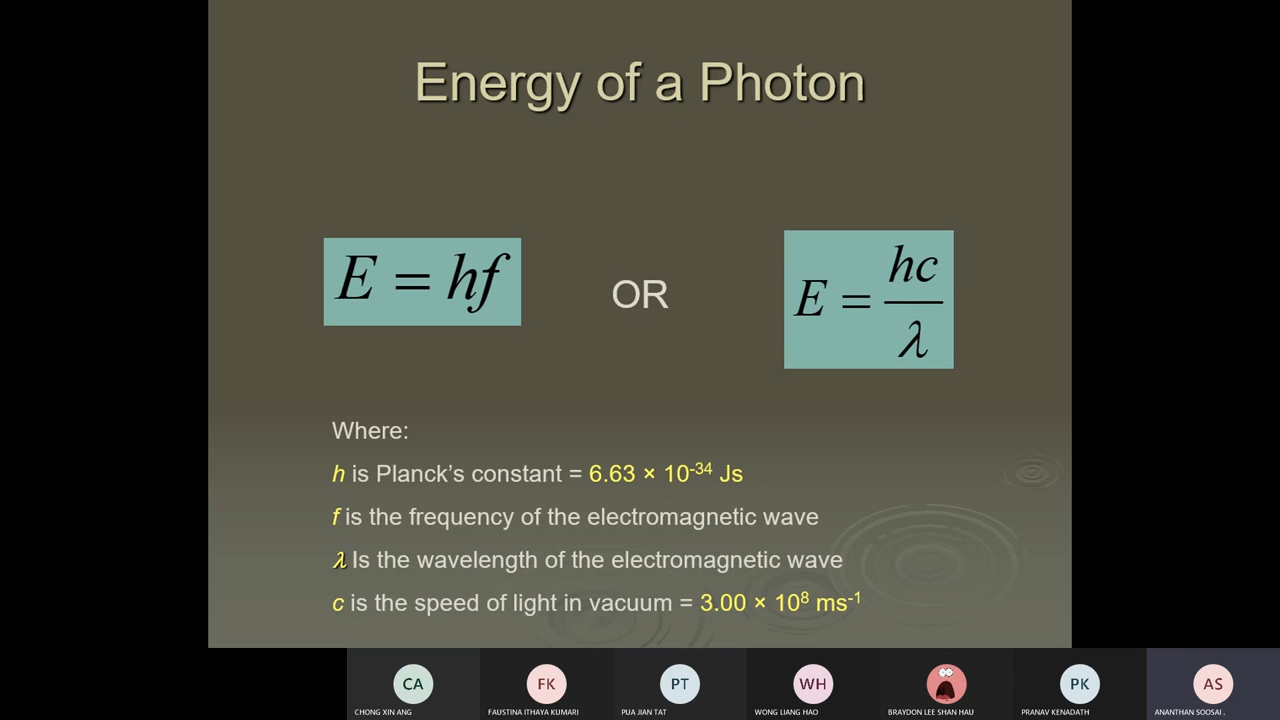 Energy of a Photon
E = hf
OR
E = hc/λ
Where:
h is Planck’s constant = 6.63 × 10⁻³⁴ Js
f is the frequency of the electromagnetic wave
λ Is the wavelength of the electromagnetic wave
c is the speed of light in vacuum = 3.00 × 10⁸ ms⁻¹
CA FK PT WH PK AS
CHONG XIN ANG FAUSTINA ITHAYA KUMARI PUA JIAN TAT WONG LIANG HAO BRAYDON LEE SHAN HAU PRANAV KENADATH ANANTHAN SOOSAI .